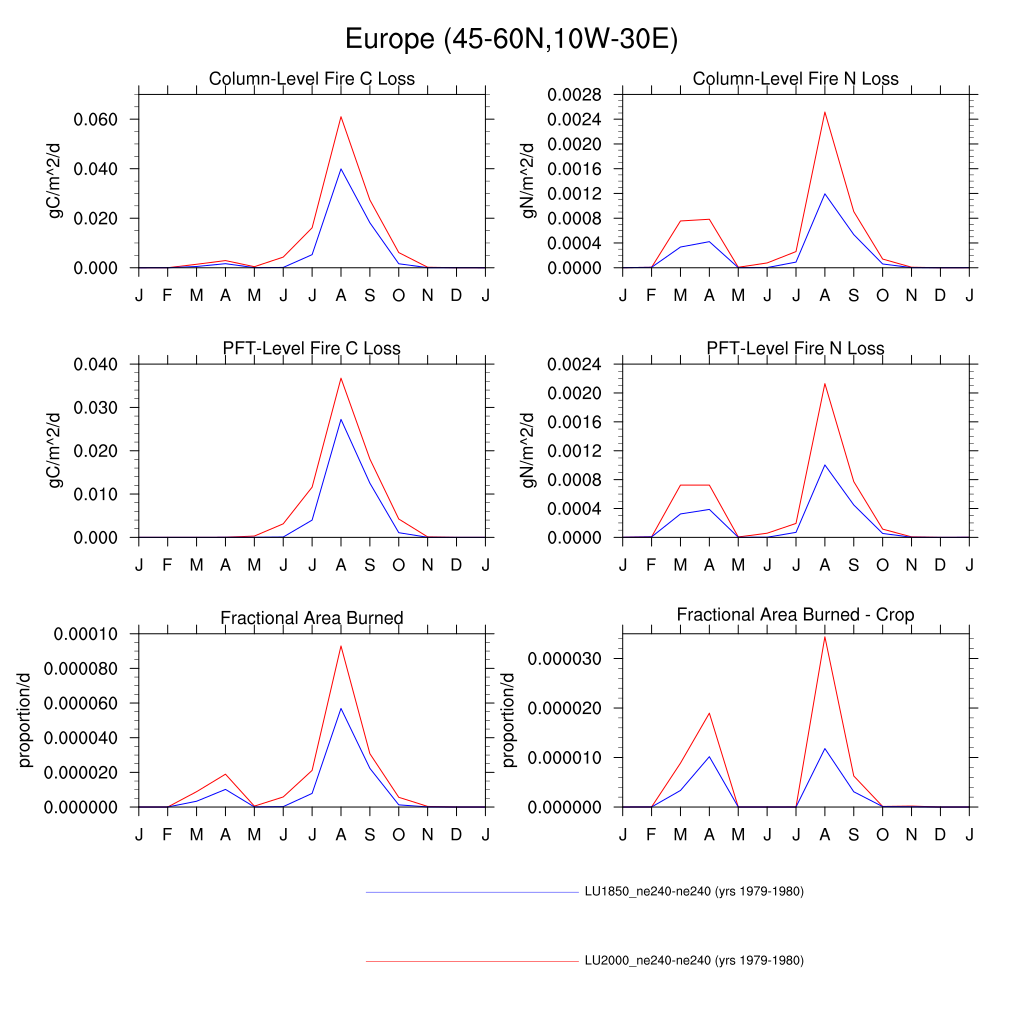 Europe (45-60N,10W-30E)
Column-Level Fire C Loss
gC/m^2/d
0.060
0.040
0.020
0.000
J F M A M J J A S O N D J
Column-Level Fire N Loss
gN/m^2/d
0.0028
0.0024
0.0020
0.0016
0.0012
0.0008
0.0004
0.0000
J F M A M J J A S O N D J
PFT-Level Fire C Loss
gC/m^2/d
0.040
0.030
0.020
0.010
0.000
J F M A M J J A S O N D J
PFT-Level Fire N Loss
gN/m^2/d
0.0024
0.0020
0.0016
0.0012
0.0008
0.0004
0.0000
J F M A M J J A S O N D J
Fractional Area Burned
proportion/d
0.00010
0.000080
0.000060
0.000040
0.000020
0.000000
J F M A M J J A S O N D J
Fractional Area Burned - Crop
proportion/d
0.000030
0.000020
0.000010
0.000000
J F M A M J J A S O N D J
LU1850_ne240-ne240 (yrs 1979-1980)
LU2000_ne240-ne240 (yrs 1979-1980)